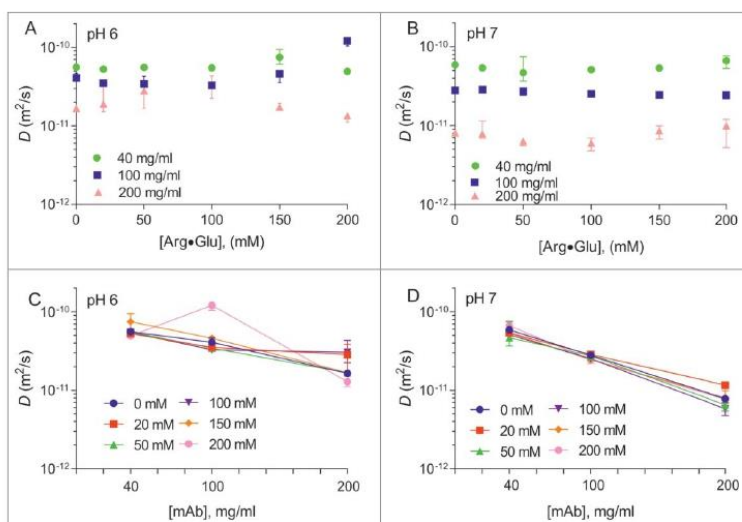 A pH 6
10⁻¹⁰
10⁻¹¹
10⁻¹²
D (m²/s)
40 mg/ml
100 mg/ml
200 mg/ml
0 50 100 150 200
[Arg•Glu], (mM)
B pH 7
10⁻¹⁰
10⁻¹¹
10⁻¹²
D (m²/s)
40 mg/ml
100 mg/ml
200 mg/ml
0 50 100 150 200
[Arg•Glu], (mM)
C pH 6
10⁻¹⁰
10⁻¹¹
10⁻¹²
D (m²/s)
0 mM 100 mM
20 mM 150 mM
50 mM 200 mM
40 100 200
[mAb], mg/ml
D pH 7
10⁻¹⁰
10⁻¹¹
10⁻¹²
D (m²/s)
0 mM 100 mM
20 mM 150 mM
50 mM 200 mM
40 100 200
[mAb], mg/ml